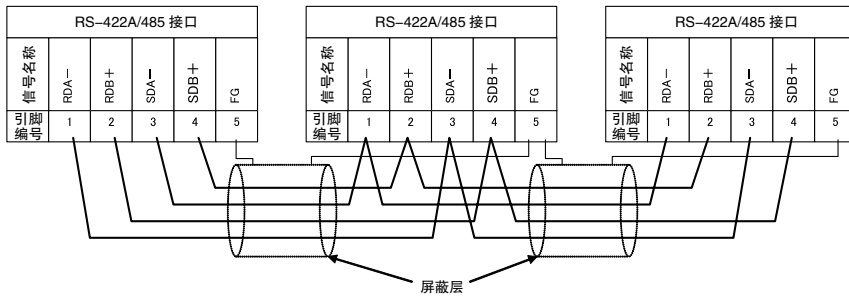 RS-422A/485 接口
信号名称
RDA-
RDB+
SDA-
SDB+
FG
引脚编号
1
2
3
4
5
RS-422A/485 接口
信号名称
RDA-
RDB+
SDA-
SDB+
FG
引脚编号
1
2
3
4
5
RS-422A/485 接口
信号名称
RDA-
RDB+
SDA-
SDB+
FG
引脚编号
1
2
3
4
5
屏蔽层